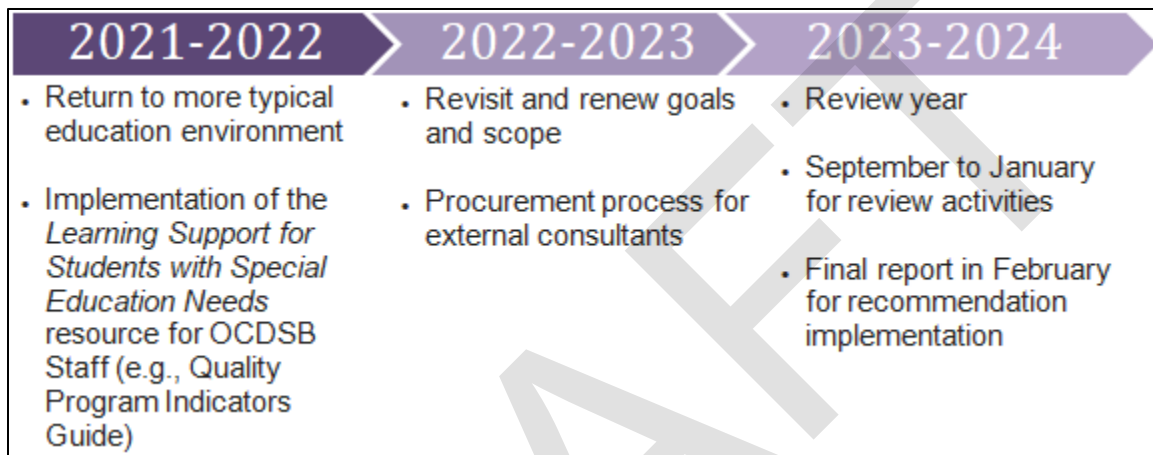 2021-2022
2022-2023
2023-2024
• Return to more typical
education environment
• Implementation of the
Learning Support for
Students with Special
Education Needs
resource for OCDSB
Staff (e.g., Quality
Program Indicators
Guide)
• Revisit and renew goals
and scope
• Procurement process for
external consultants
• Review year
• September to January
for review activities
• Final report in February
for recommendation
implementation
AFT